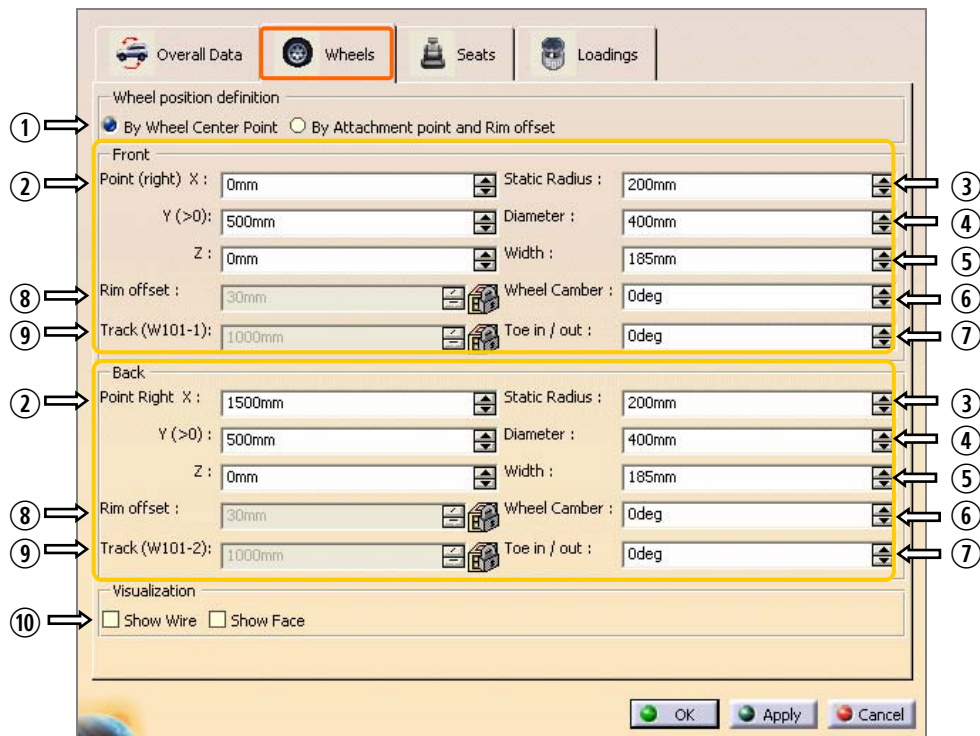 Overall Data Wheels Seats Loadings
Wheel position definition
① By Wheel Center Point By Attachment point and Rim offset
Front
② Point (right) X : 0mm Static Radius : 200mm ③
Y (>0): 500mm Diameter : 400mm ④
Z : 0mm Width : 185mm ⑤
⑧ Rim offset : 30mm Wheel Camber : 0deg ⑥
⑨ Track (W101-1): 1000mm Toe in / out : 0deg ⑦
Back
② Point Right X : 1500mm Static Radius : 200mm ③
Y (>0) : 500mm Diameter : 400mm ④
Z : 0mm Width : 185mm ⑤
⑧ Rim offset : 30mm Wheel Camber : 0deg ⑥
⑨ Track (W101-2): 1000mm Toe in / out : 0deg ⑦
Visualization
⑩ Show Wire Show Face
OK Apply Cancel